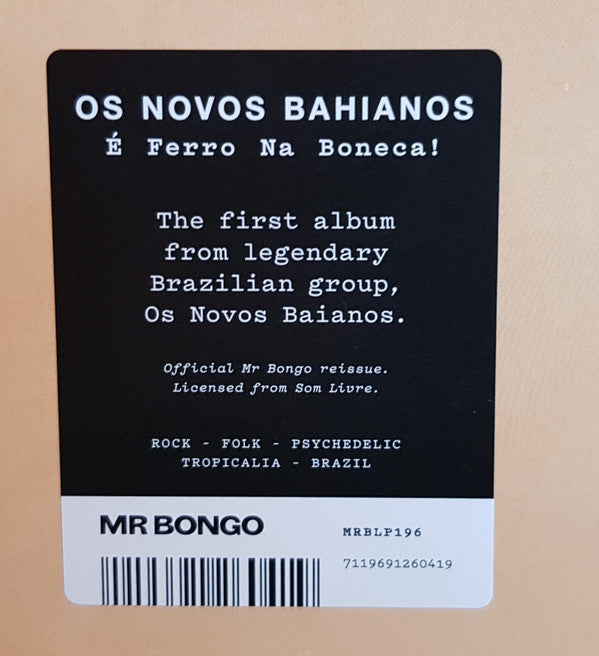 OS NOVOS BAHIANOS
É Ferro Na Boneca!
The first album
from legendary
Brazilian group,
Os Novos Baianos.
Official Mr Bongo reissue.
Licensed from Som Livre.
ROCK - FOLK - PSYCHEDELIC
TROPICALIA - BRAZIL
MR BONGO
MRBLP196
7119691260419